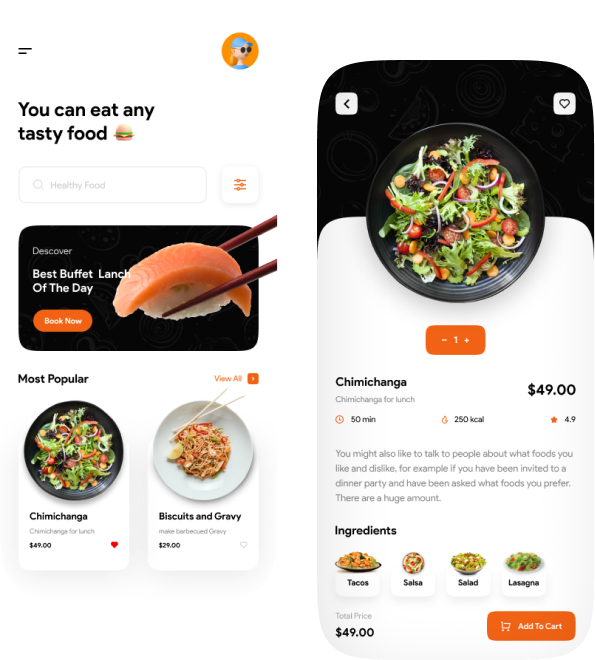 You can eat any
tasty food
Healthy Food
Descover
Best Buffet Lanch
Of The Day
Book Now
Most Popular
View All
Chimichanga
Chimichanga for lunch
$49.00
Biscuits and Gravy
make barbecued Gravy
$29.00
− 1 +
Chimichanga
Chimichanga for lunch
$49.00
50 min
250 kcal
4.9
You might also like to talk to people about what foods you
like and dislike, for example if you have been invited to a
dinner party and have been asked what foods you prefer.
There are a huge amount.
Ingredients
Tacos
Salsa
Salad
Lasagna
Total Price
$49.00
Add To Cart